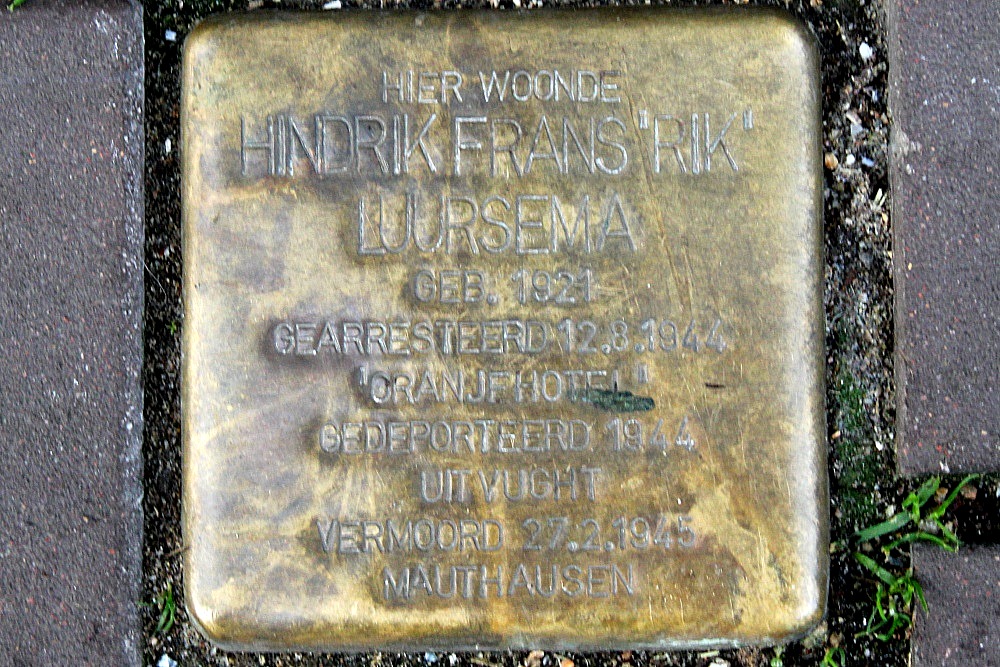 HIER WOONDE
HINDRIK FRANS "RIK"
LUURSEMA
GEB. 1921
GEARRESTEERD 12.8.1944
"ORANJEHOTEL"
GEDEPORTEERD 1944
UIT VUGHT
VERMOORD 27.2.1945
MAUTHAUSEN